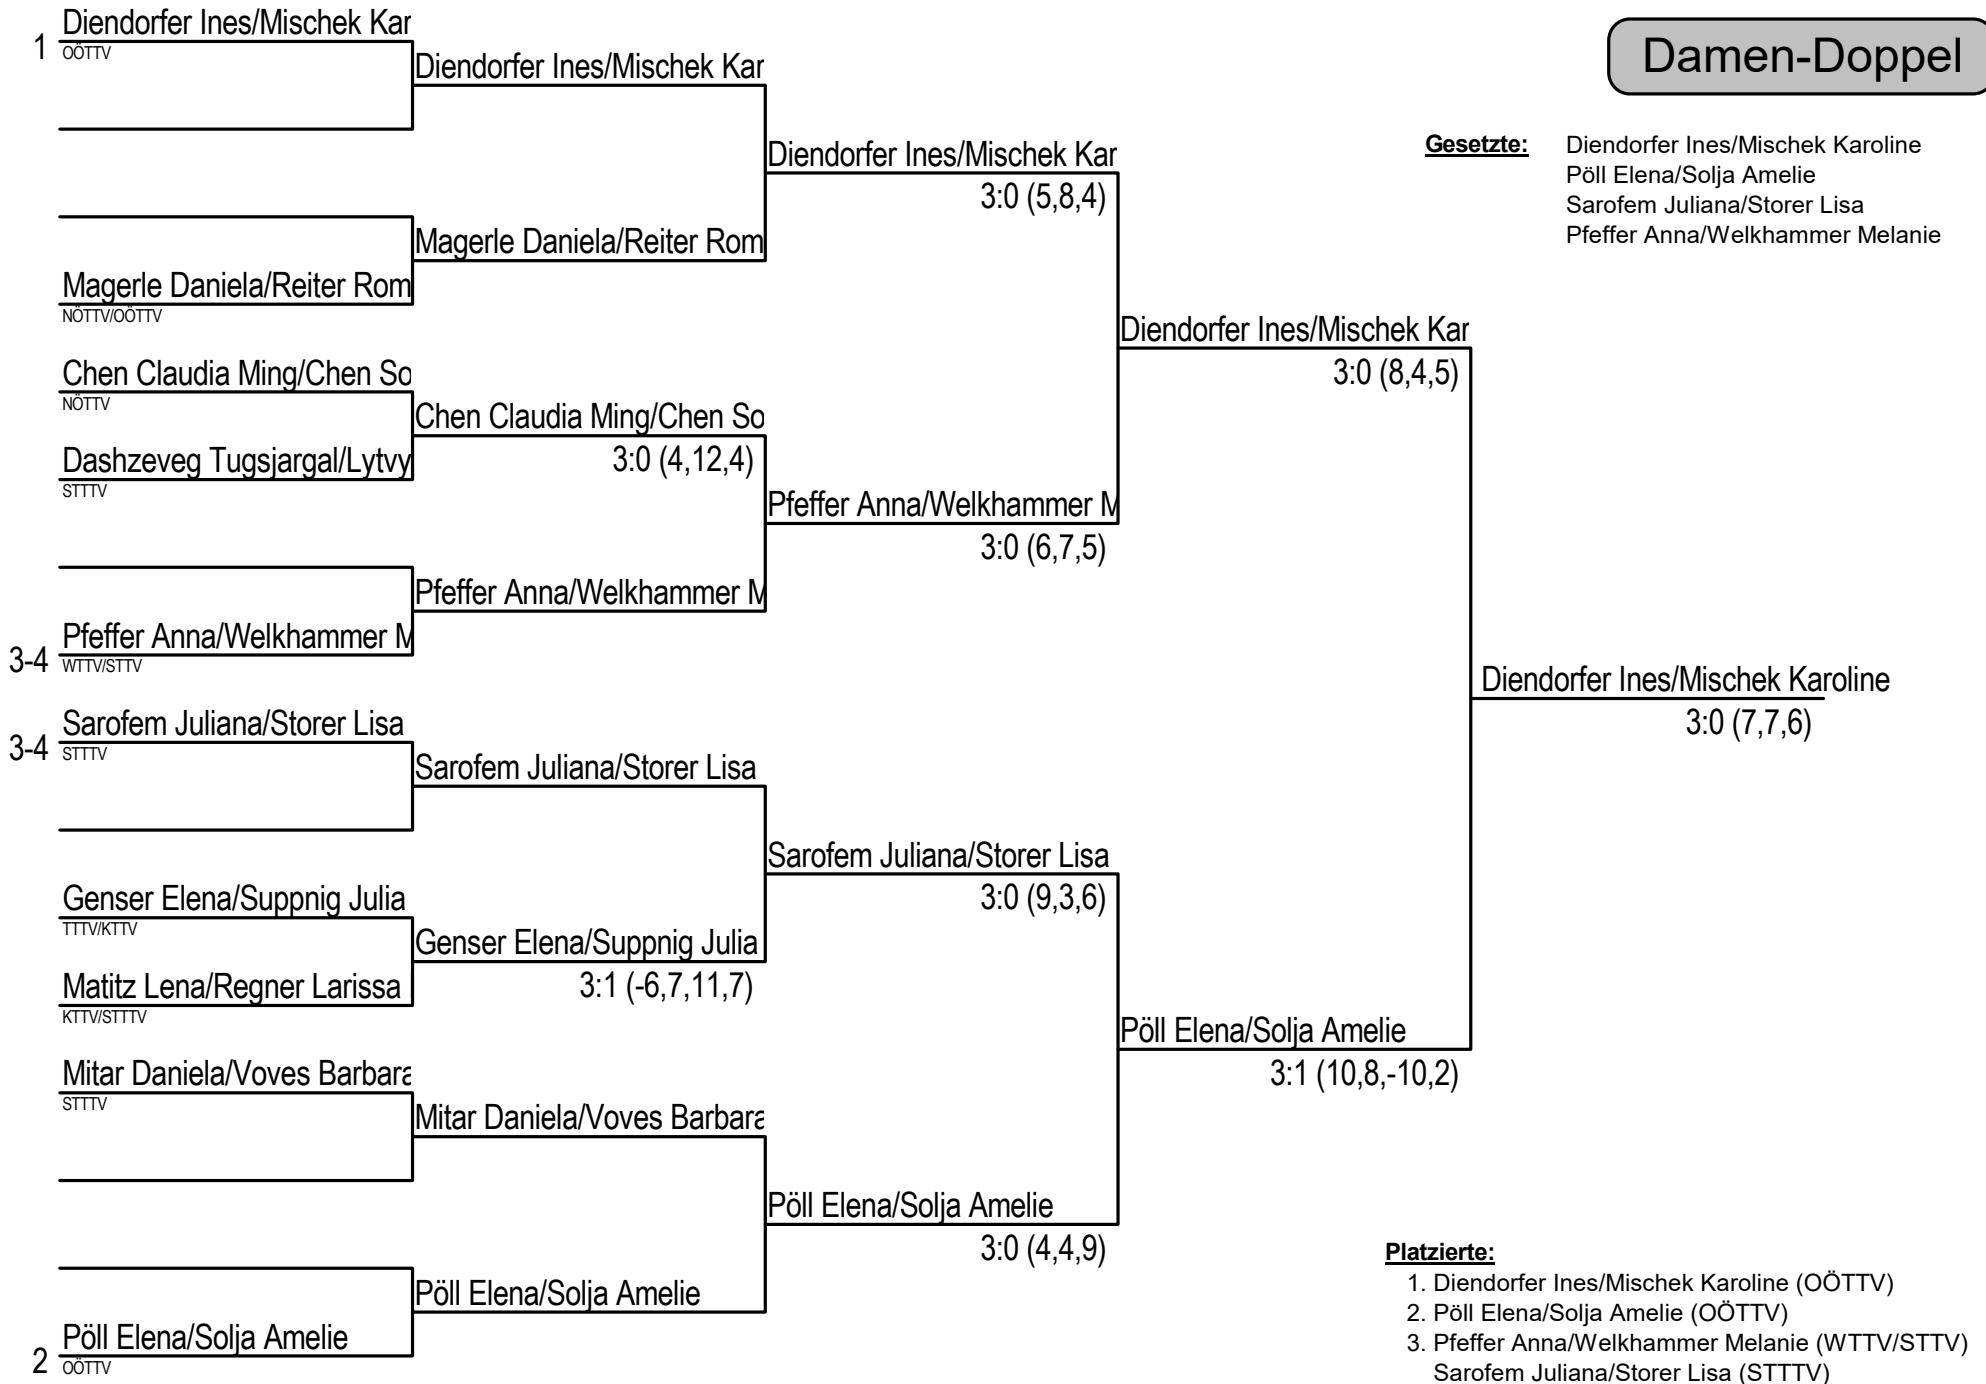 Damen-Doppel
Gesetzte: Diendorfer Ines/Mischek Karoline
Pöll Elena/Solja Amelie
Sarofem Juliana/Storer Lisa
Pfeffer Anna/Welkhammer Melanie
1 Diendorfer Ines/Mischek Kar
OÖTTV
Magerle Daniela/Reiter Rom
NÖTTV/OÖTTV
Chen Claudia Ming/Chen So
NÖTTV
Dashzeveg Tugsjargal/Lytvy
STTTV
3-4 Pfeffer Anna/Welkhammer M
WTTV/STTV
3-4 Sarofem Juliana/Storer Lisa
STTTV
Genser Elena/Suppnig Julia
TTTV/KTTV
Matitz Lena/Regner Larissa
KTTV/STTTV
Mitar Daniela/Voves Barbara
STTTV
2 Pöll Elena/Solja Amelie
OÖTTV
Diendorfer Ines/Mischek Kar
Magerle Daniela/Reiter Rom
Chen Claudia Ming/Chen So
3:0 (4,12,4)
Pfeffer Anna/Welkhammer M
Sarofem Juliana/Storer Lisa
Genser Elena/Suppnig Julia
3:1 (-6,7,11,7)
Mitar Daniela/Voves Barbara
Pöll Elena/Solja Amelie
Diendorfer Ines/Mischek Kar
3:0 (5,8,4)
Pfeffer Anna/Welkhammer M
3:0 (6,7,5)
Sarofem Juliana/Storer Lisa
3:0 (9,3,6)
Pöll Elena/Solja Amelie
3:0 (4,4,9)
Diendorfer Ines/Mischek Kar
3:0 (8,4,5)
Pöll Elena/Solja Amelie
3:1 (10,8,-10,2)
Diendorfer Ines/Mischek Karoline
3:0 (7,7,6)
Platzierte:
1. Diendorfer Ines/Mischek Karoline (OÖTTV)
2. Pöll Elena/Solja Amelie (OÖTTV)
3. Pfeffer Anna/Welkhammer Melanie (WTTV/STTV)
Sarofem Juliana/Storer Lisa (STTTV)